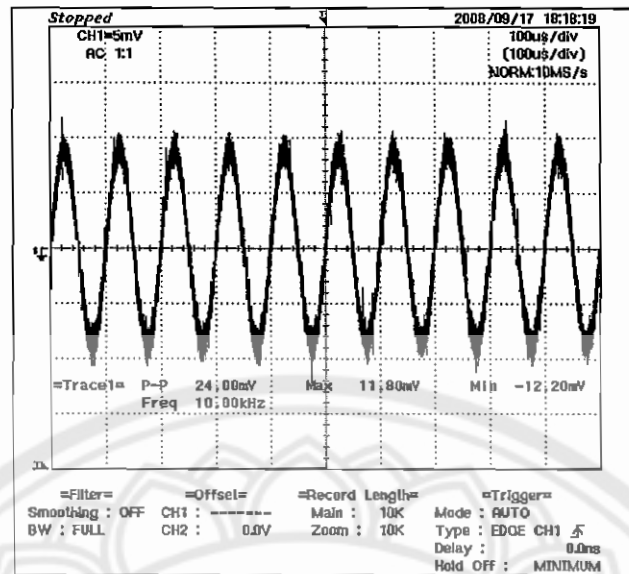 Stopped 2008/09/17 18:18:19
CH1=5mV 100us/div
AC 1:1 (100us/div)
NORM:10MS/s
=Trace1= P-P 24.00mV Max 11.80mV Min -12.20mV
Freq 10.00kHz
=Filter= =Offset= =Record Length= =Trigger=
Smoothing : OFF CH1 : ------- Main : 10K Mode : AUTO
BW : FULL CH2 : 0.0V Zoom : 10K Type : EDGE CH1
Delay : 0.0ns
Hold Off : MINIMUM